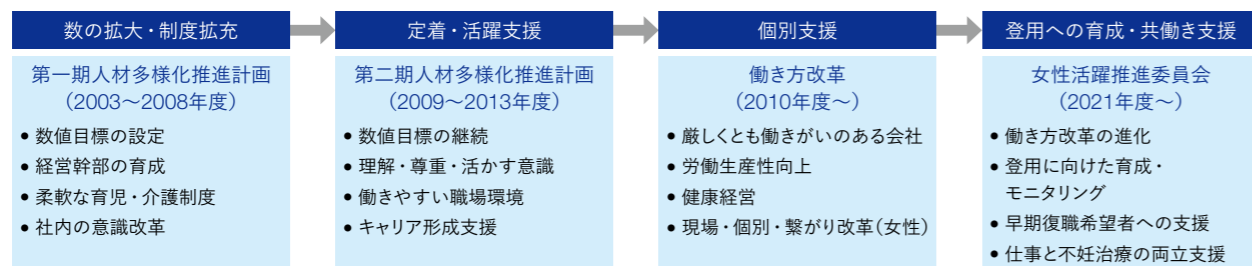 数の拡大・制度拡充
第一期人材多様化推進計画
（2003～2008年度）
● 数値目標の設定
● 経営幹部の育成
● 柔軟な育児・介護制度
● 社内の意識改革
定着・活躍支援
第二期人材多様化推進計画
（2009～2013年度）
● 数値目標の継続
● 理解・尊重・活かす意識
● 働きやすい職場環境
● キャリア形成支援
個別支援
働き方改革
（2010年度～）
● 厳しくとも働きがいのある会社
● 労働生産性向上
● 健康経営
● 現場・個別・繋がり改革（女性）
登用への育成・共働き支援
女性活躍推進委員会
（2021年度～）
● 働き方改革の進化
● 登用に向けた育成・
モニタリング
● 早期復職希望者への支援
● 仕事と不妊治療の両立支援